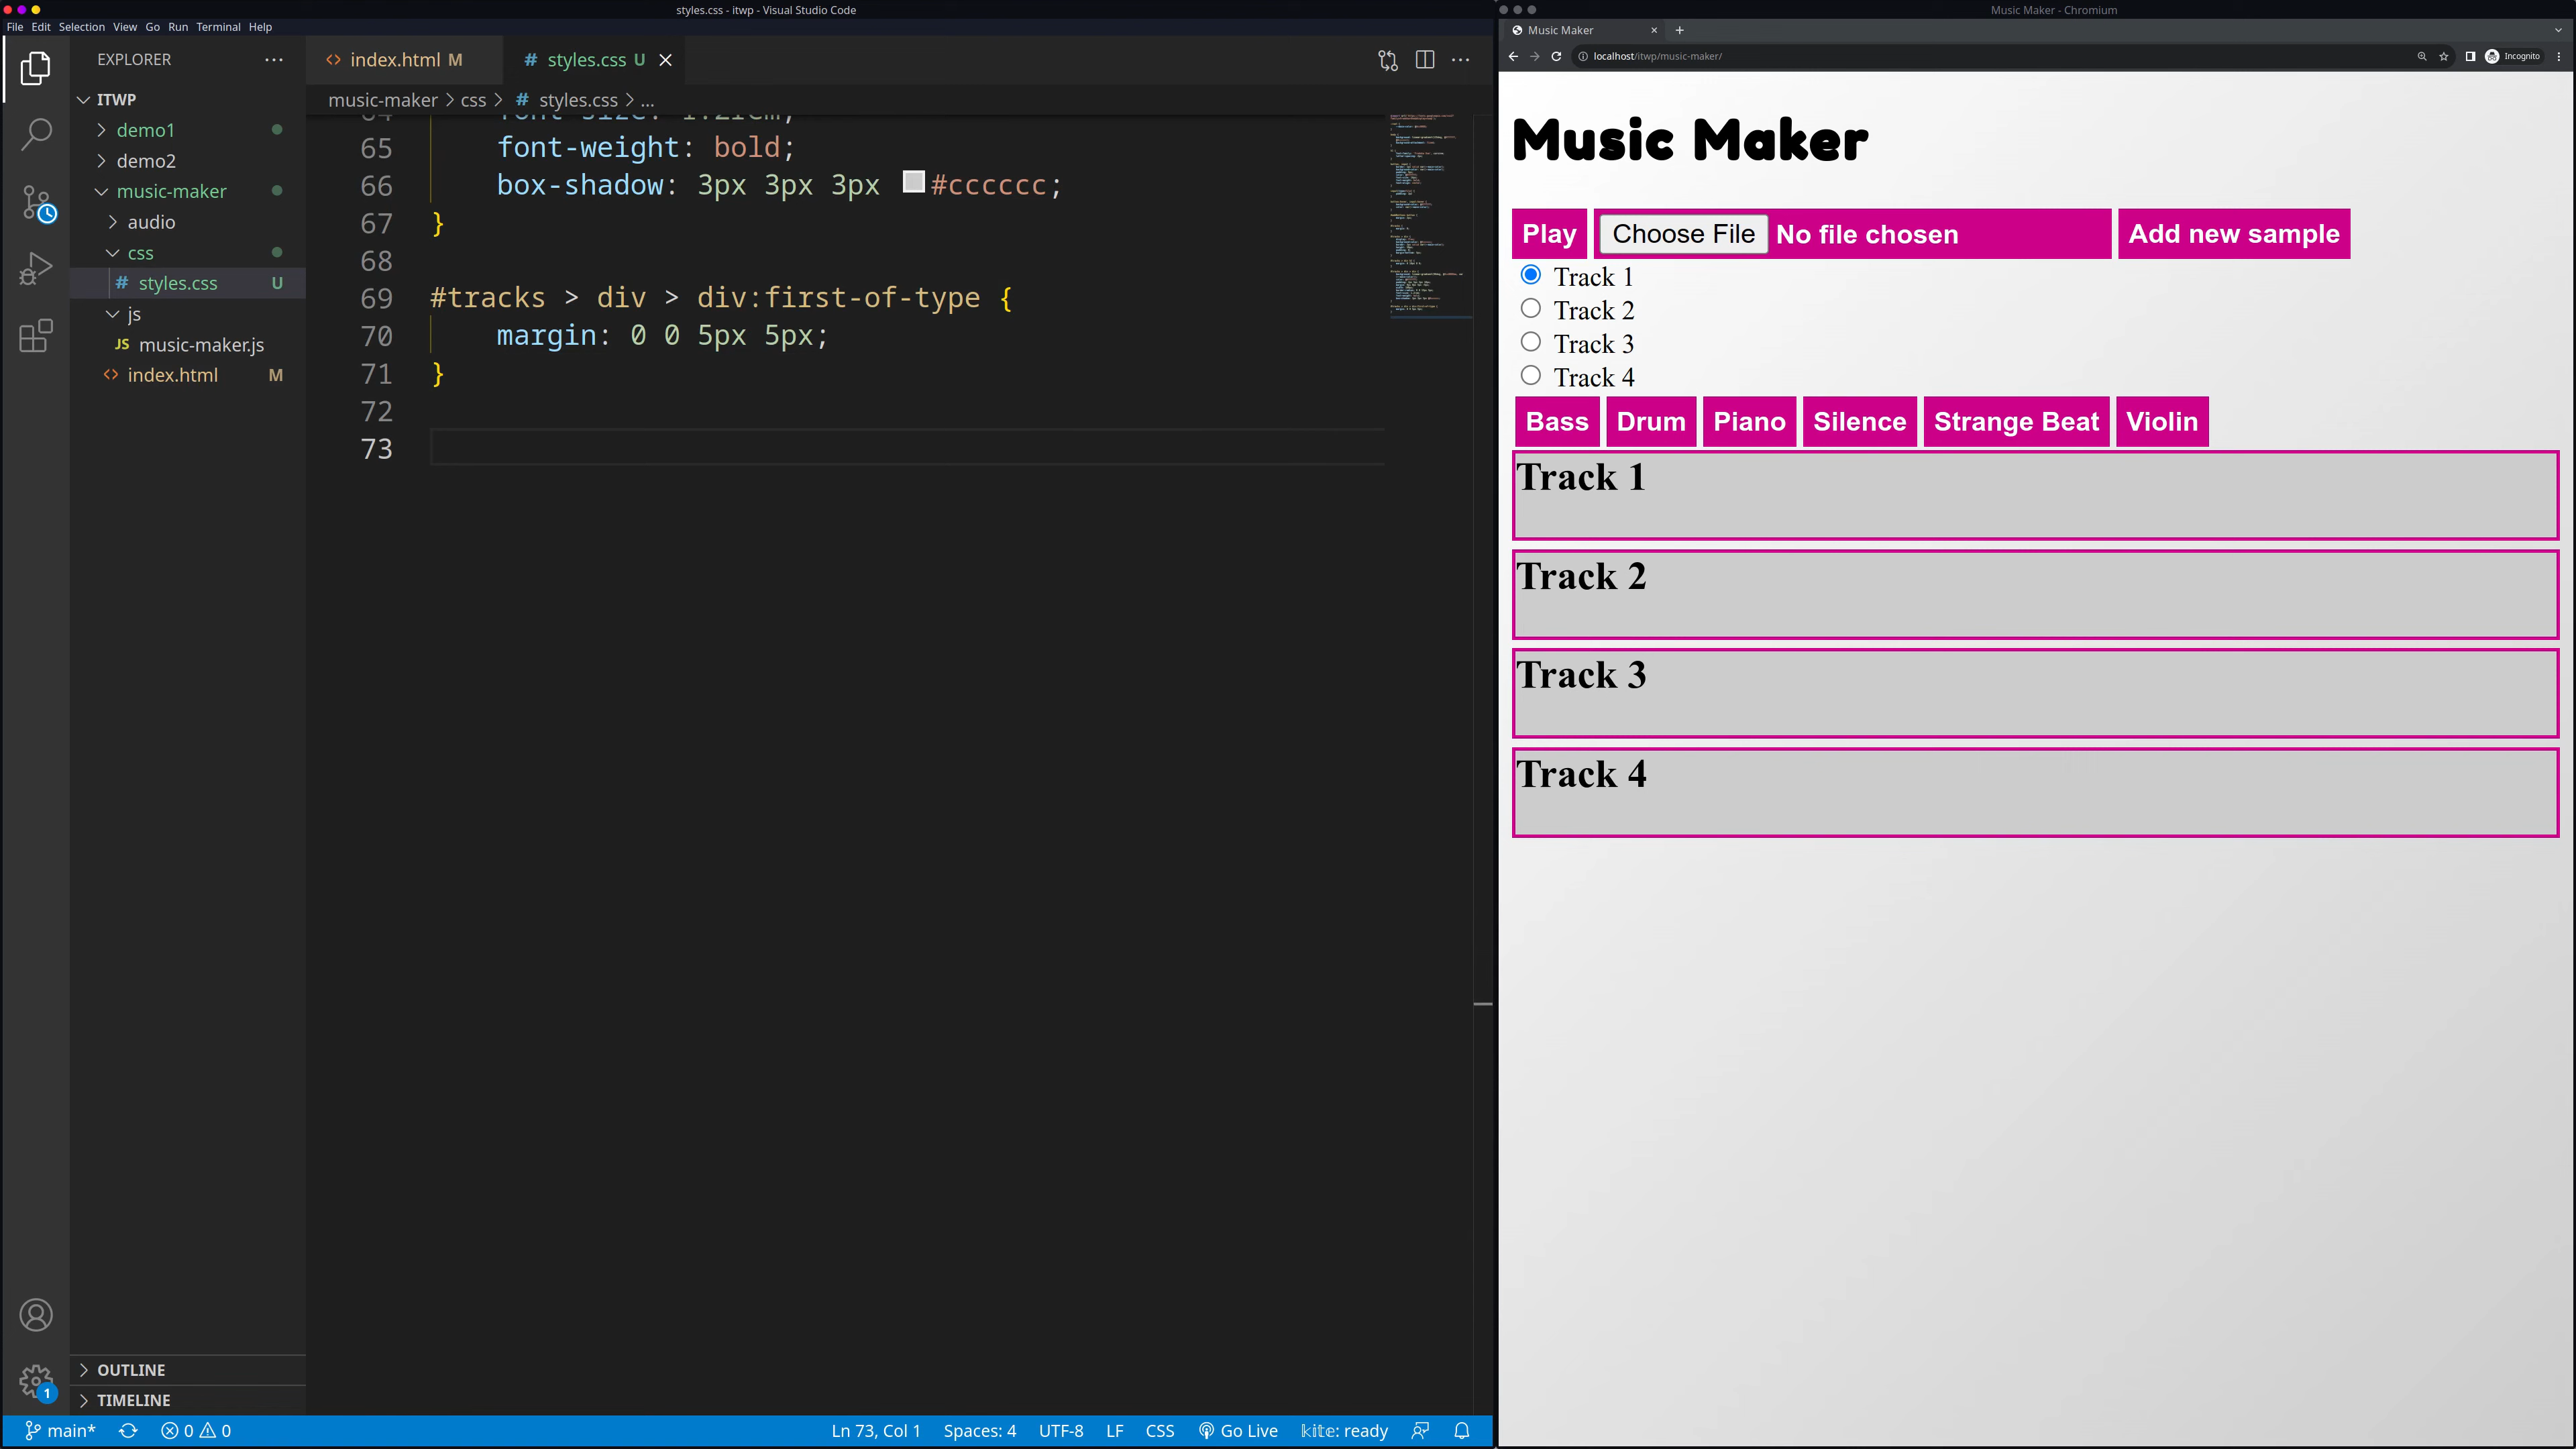 styles.css - itwp - Visual Studio Code
File Edit Selection View Go Run Terminal Help
EXPLORER
ITWP
demo1
demo2
music-maker
audio
css
# styles.css U
js
JS music-maker.js
<> index.html M
OUTLINE
TIMELINE
<> index.html M
# styles.css U
music-maker > css > # styles.css > ...
65 font-weight: bold;
66 box-shadow: 3px 3px 3px #cccccc;
67 }
68
69 #tracks > div > div:first-of-type {
70 margin: 0 0 5px 5px;
71 }
72
73
main* 0 0 Ln 73, Col 1 Spaces: 4 UTF-8 LF CSS Go Live kite: ready
1
Music Maker - Chromium
Music Maker
localhost/itwp/music-maker/
Incognito
Music Maker
Play Choose File No file chosen Add new sample
Track 1
Track 2
Track 3
Track 4
Bass Drum Piano Silence Strange Beat Violin
Track 1
Track 2
Track 3
Track 4